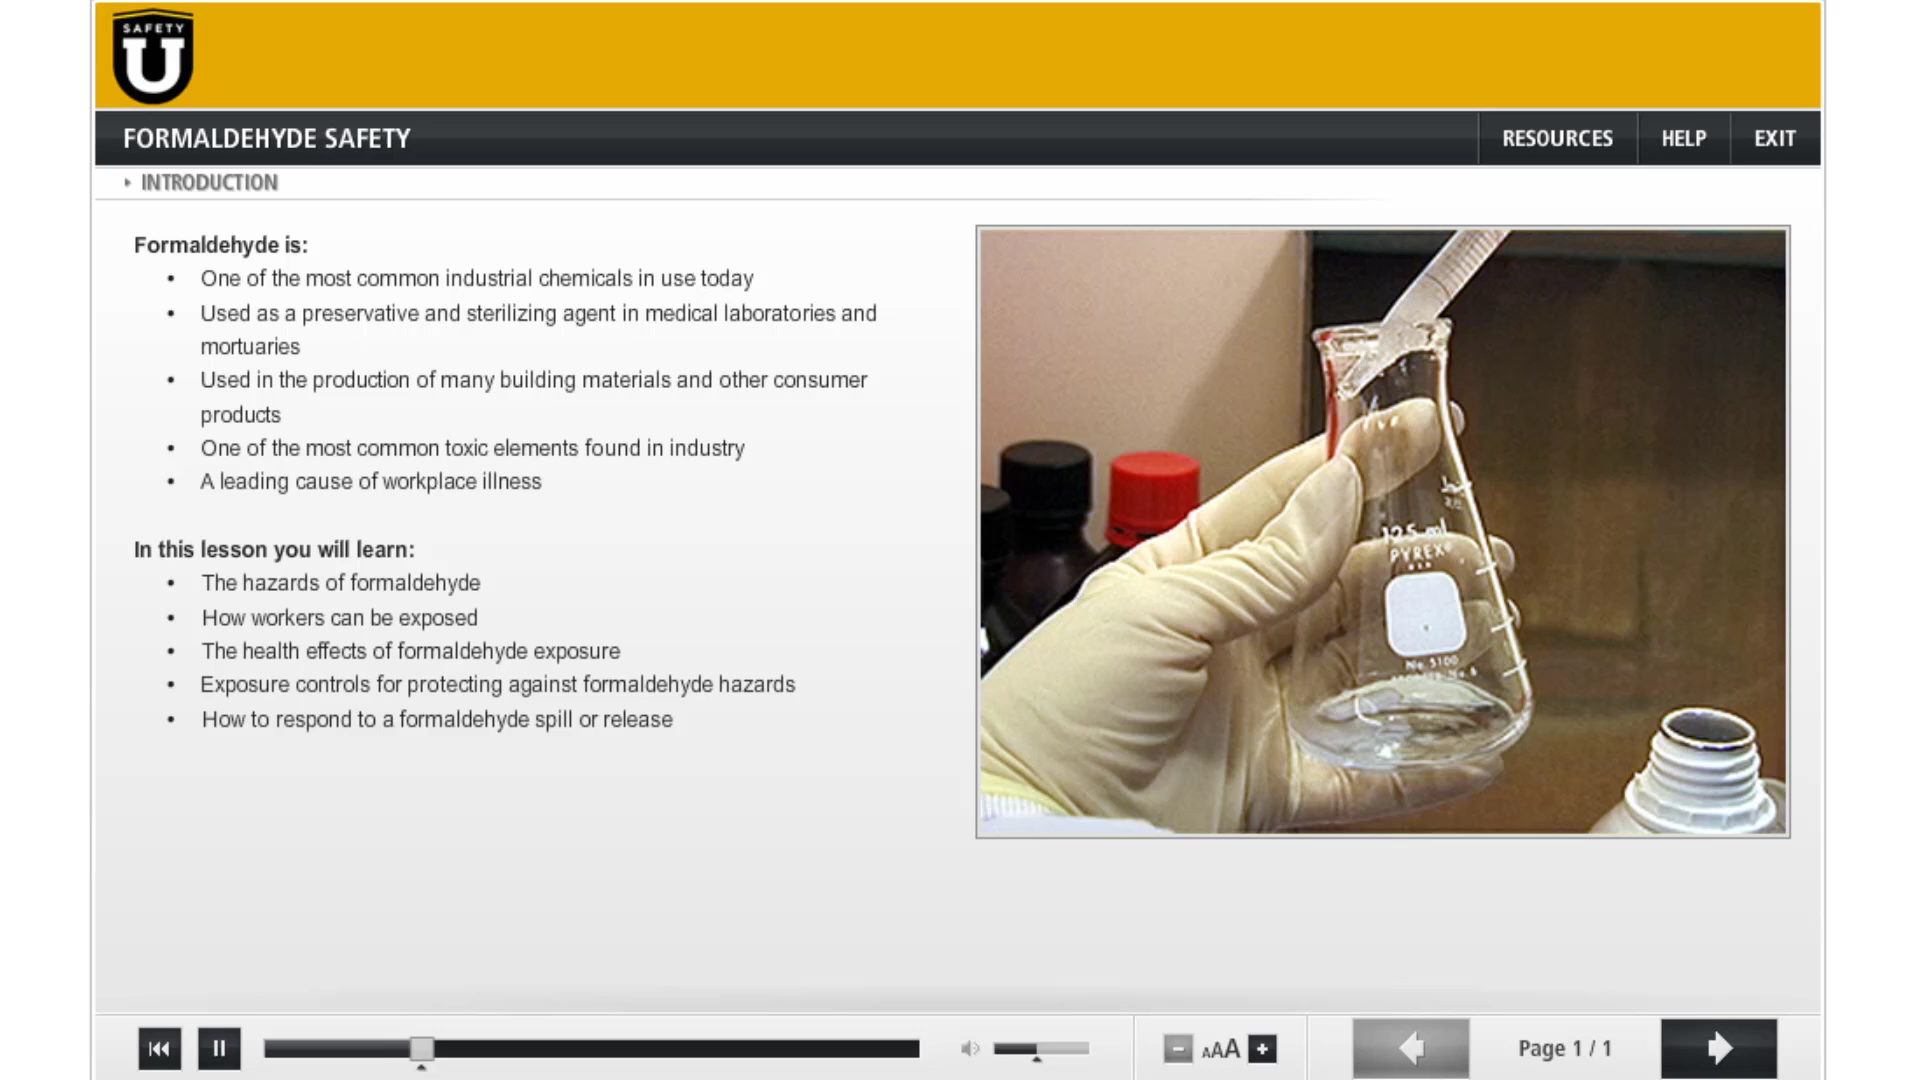 SAFETY
U
FORMALDEHYDE SAFETY
RESOURCES
HELP
EXIT
INTRODUCTION
Formaldehyde is:
• One of the most common industrial chemicals in use today
• Used as a preservative and sterilizing agent in medical laboratories and
mortuaries
• Used in the production of many building materials and other consumer
products
• One of the most common toxic elements found in industry
• A leading cause of workplace illness
In this lesson you will learn:
• The hazards of formaldehyde
• How workers can be exposed
• The health effects of formaldehyde exposure
• Exposure controls for protecting against formaldehyde hazards
• How to respond to a formaldehyde spill or release
125 ml
PYREX®
No. 5100
AAA
Page 1 / 1